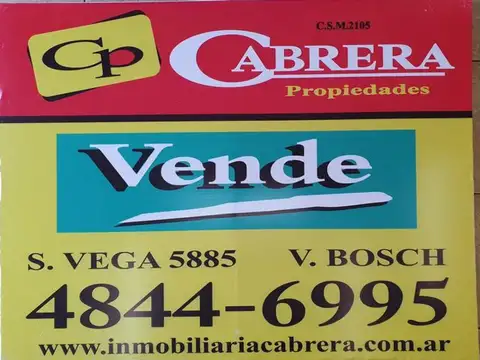 C.S.M.2105
Cp CABRERA
Propiedades
Vende
S. VEGA 5885 V. BOSCH
4844-6995
www.inmobiliariacabrera.com.ar